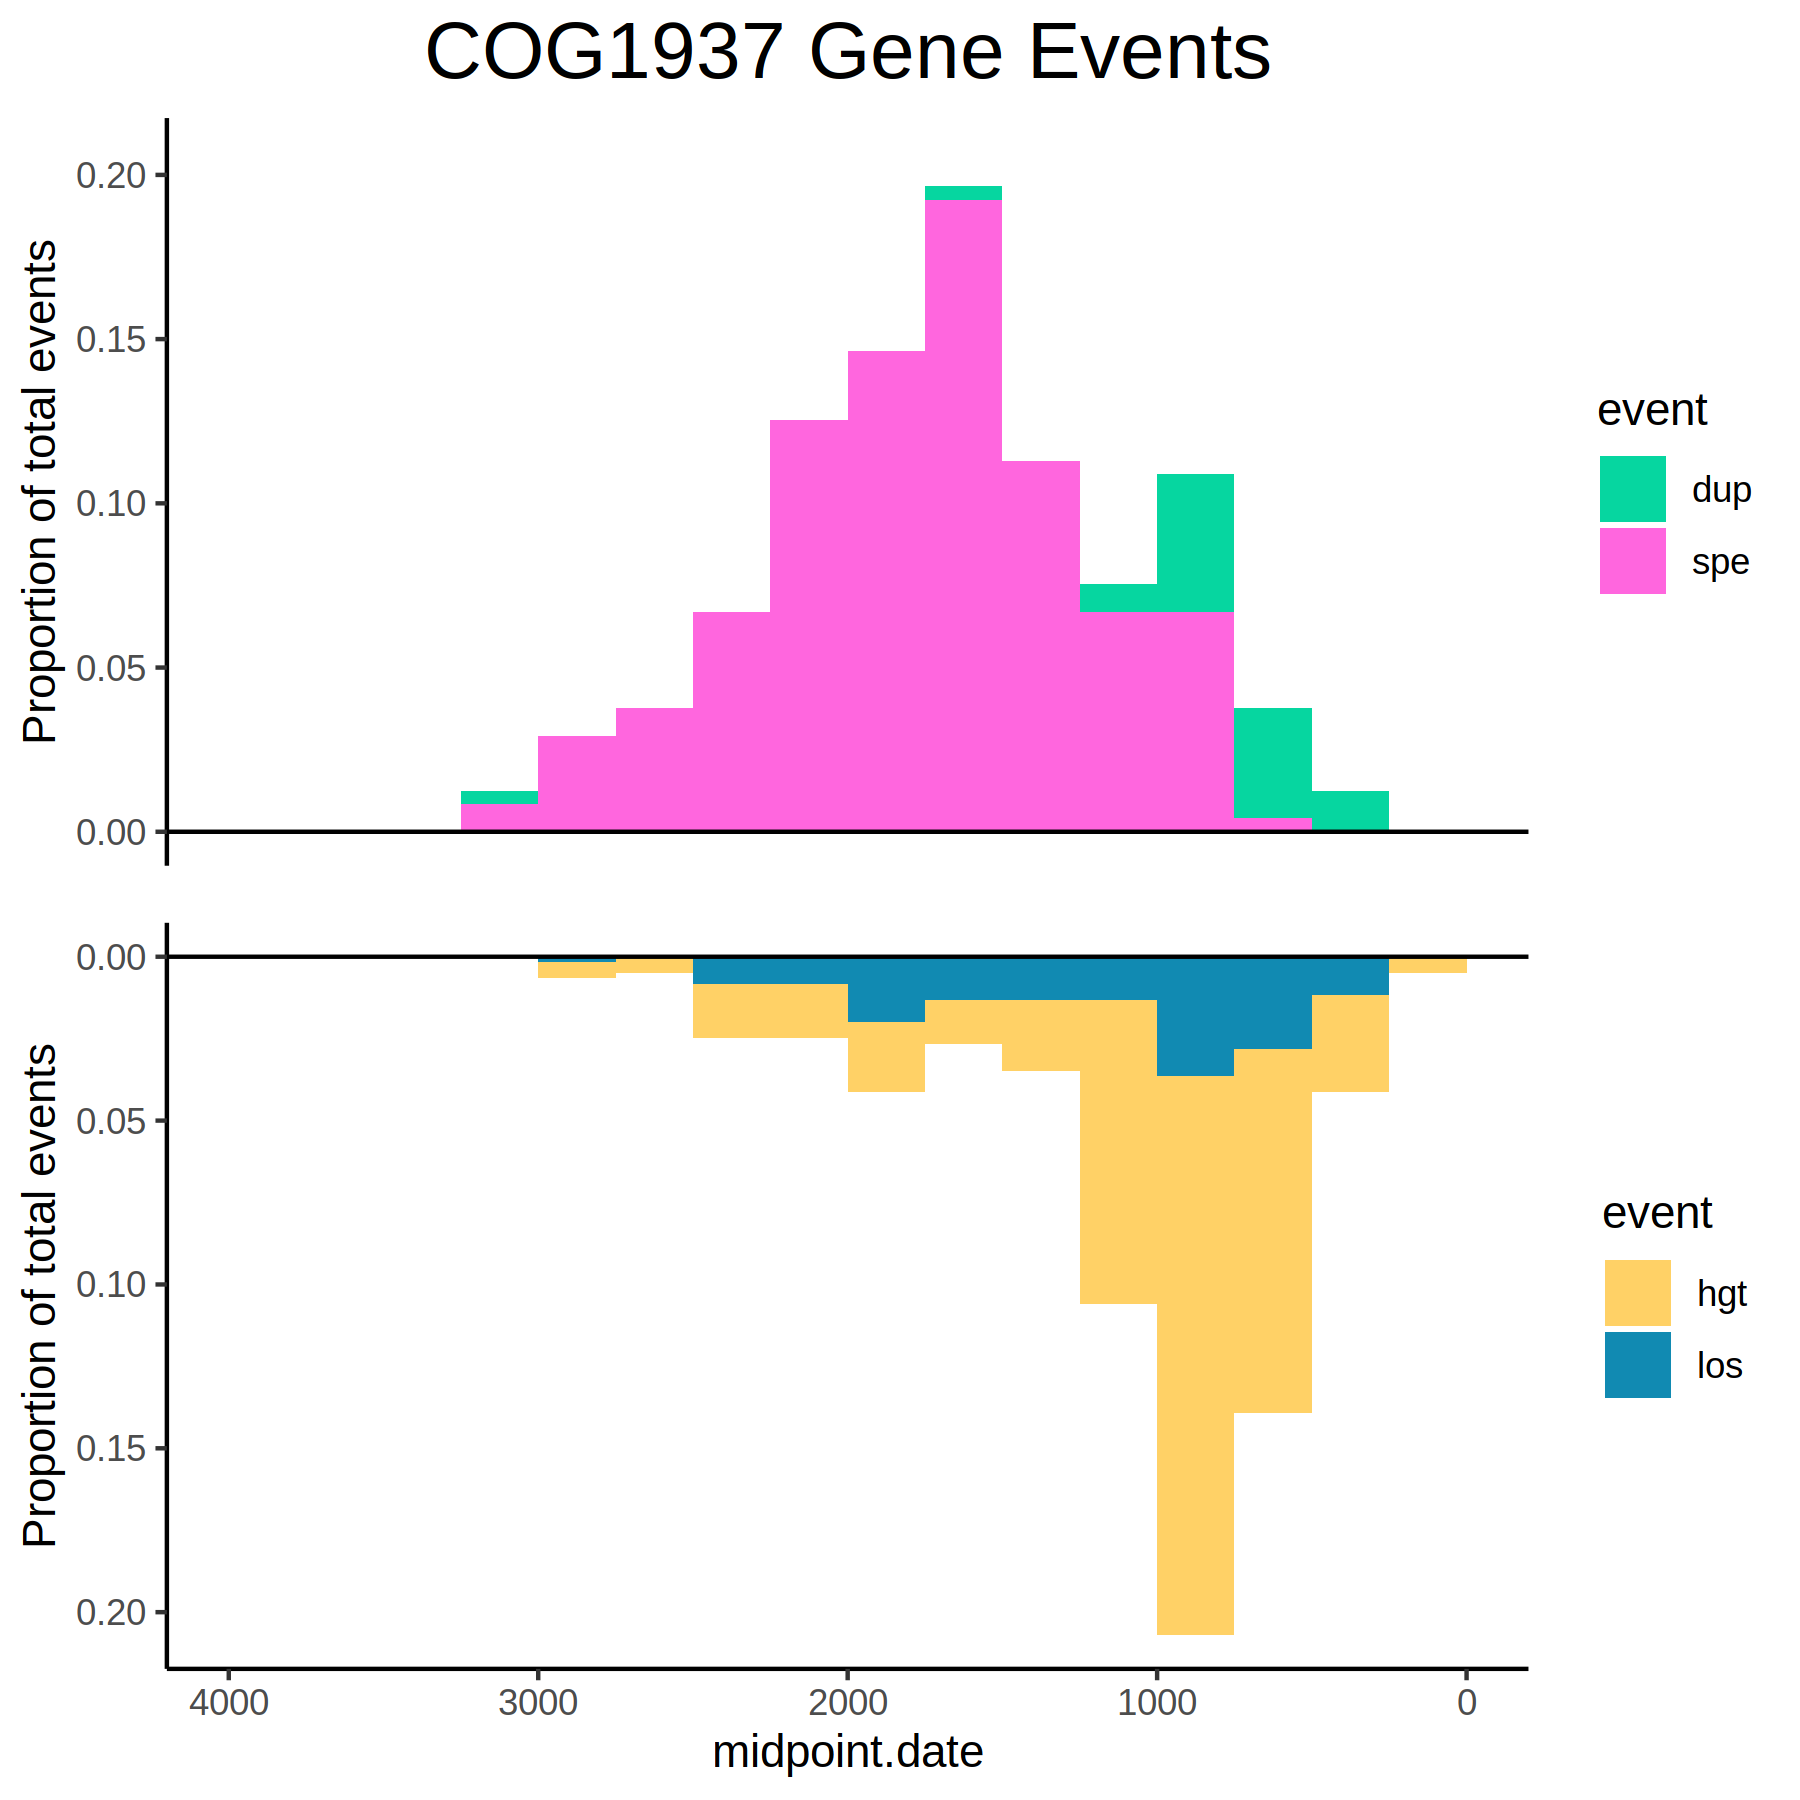 COG1937 Gene Events
Proportion of total events
0.20
0.15
0.10
0.05
0.00
event
dup
spe
Proportion of total events
0.00
0.05
0.10
0.15
0.20
event
hgt
los
4000 3000 2000 1000 0
midpoint.date